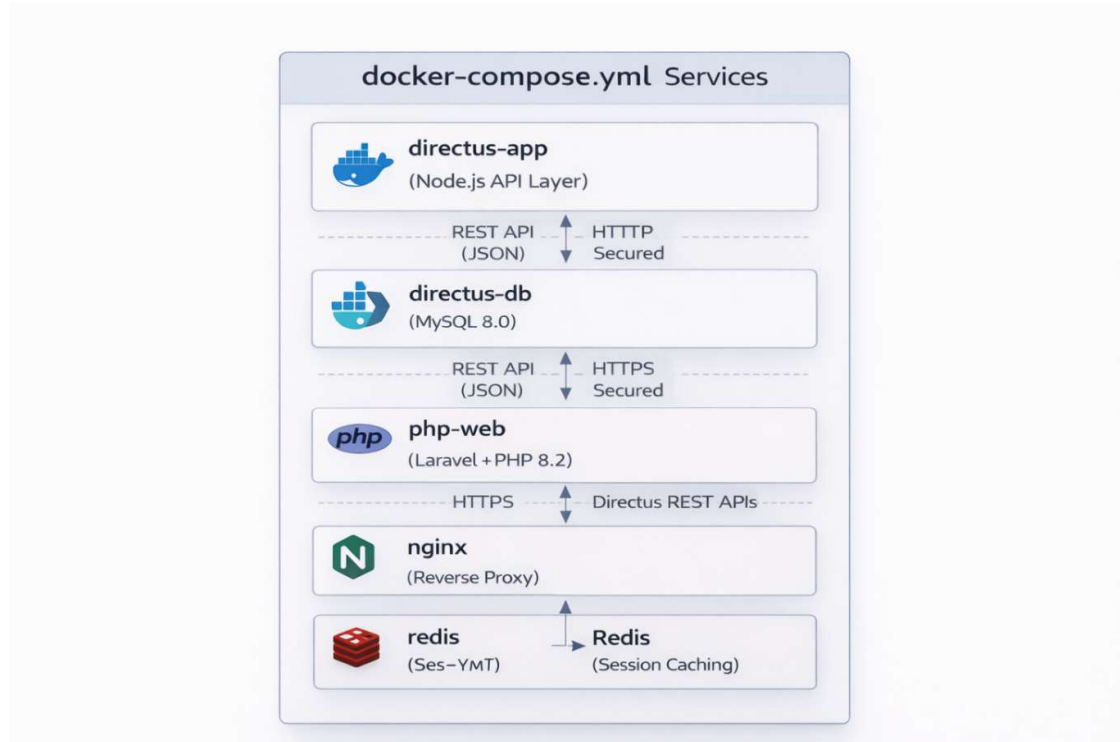 docker-compose.yml Services
directus-app
(Node.js API Layer)
REST API HTTTP
(JSON) Secured
directus-db
(MySQL 8.0)
REST API HTTPS
(JSON) Secured
php php-web
(Laravel + PHP 8.2)
HTTPS Directus REST APIs
N nginx
(Reverse Proxy)
redis Redis
(Ses-YMT) (Session Caching)